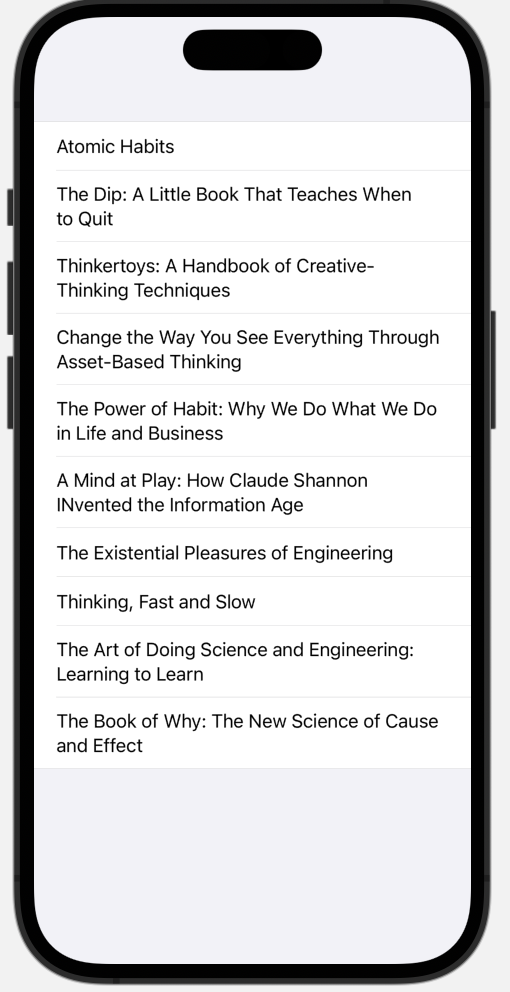 Atomic Habits
The Dip: A Little Book That Teaches When
to Quit
Thinkertoys: A Handbook of Creative-
Thinking Techniques
Change the Way You See Everything Through
Asset-Based Thinking
The Power of Habit: Why We Do What We Do
in Life and Business
A Mind at Play: How Claude Shannon
INvented the Information Age
The Existential Pleasures of Engineering
Thinking, Fast and Slow
The Art of Doing Science and Engineering:
Learning to Learn
The Book of Why: The New Science of Cause
and Effect